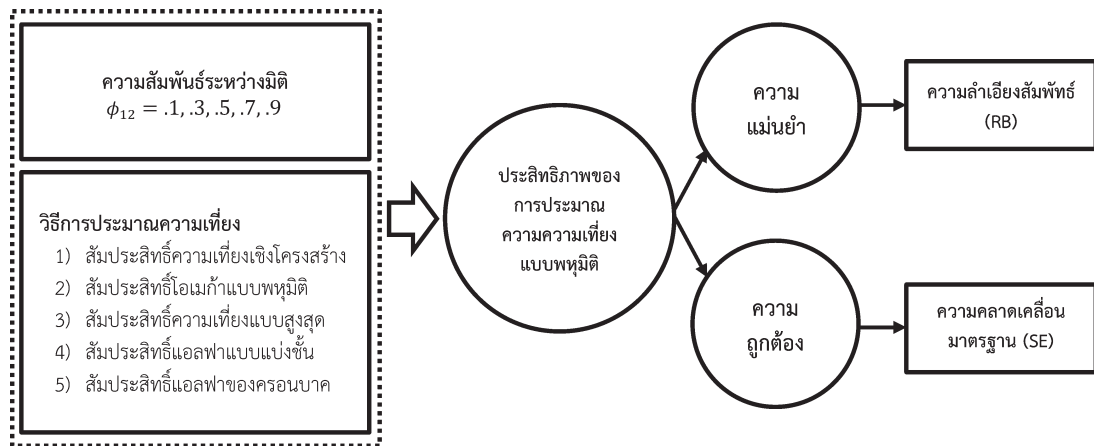 ความสัมพันธ์ระหว่างมิติ
𝜙₁₂ = .1, .3, .5, .7, .9
วิธีการประมาณความเที่ยง
1) สัมประสิทธิ์ความเที่ยงเชิงโครงสร้าง
2) สัมประสิทธิ์โอเมก้าแบบพหุมิติ
3) สัมประสิทธิ์ความเที่ยงแบบสูงสุด
4) สัมประสิทธิ์แอลฟาแบบแบ่งชั้น
5) สัมประสิทธิ์แอลฟาของครอนบาค
ประสิทธิภาพของ
การประมาณ
ความความเที่ยง
แบบพหุมิติ
ความ
แม่นยำ
ความลำเอียงสัมพัทธ์
(RB)
ความ
ถูกต้อง
ความคลาดเคลื่อน
มาตรฐาน (SE)